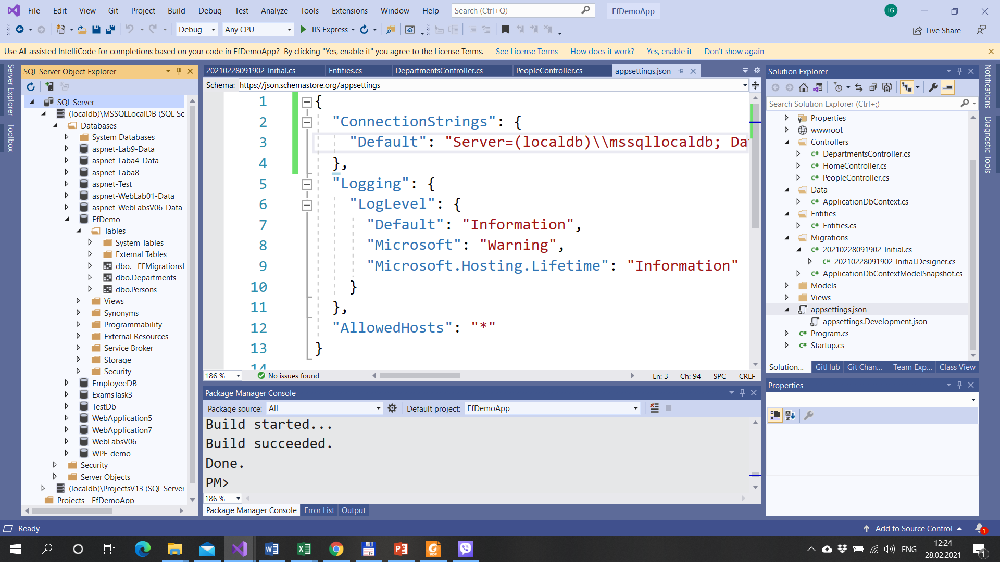 File Edit View Git Project Build Debug Test Analyze Tools Extensions Window Help Search (Ctrl+Q) EfDemoApp IG
Debug Any CPU IIS Express Live Share
Use AI-assisted IntelliCode for completions based on your code in EfDemoApp? By clicking "Yes, enable it" you agree to the License Terms. See License Terms How does it work? Yes, enable it Don't show again
Server Explorer
Toolbox
SQL Server Object Explorer
SQL Server
(localdb)\MSSQLLocalDB (SQL Se
Databases
System Databases
aspnet-Lab9-Data
aspnet-Laba4-Data
aspnet-Laba8
aspnet-Test
aspnet-WebLab01-Data
aspnet-WebLabsV06-Data
EfDemo
Tables
System Tables
External Tables
dbo.__EFMigrationsH
dbo.Departments
dbo.Persons
Views
Synonyms
Programmability
External Resources
Service Broker
Storage
Security
EmployeeDB
ExamsTask3
TestDb
WebApplication5
WebApplication7
WebLabsV06
WPF_demo
Security
Server Objects
(localdb)\ProjectsV13 (SQL Server
Projects - EfDemoApp
20210228091902_Initial.cs Entities.cs DepartmentsController.cs PeopleController.cs appsettings.json
Schema: https://json.schemastore.org/appsettings
1 {
2 "ConnectionStrings": {
3 "Default": "Server=(localdb)\\mssqllocaldb; Da
4 },
5 "Logging": {
6 "LogLevel": {
7 "Default": "Information",
8 "Microsoft": "Warning",
9 "Microsoft.Hosting.Lifetime": "Information"
10 }
11 },
12 "AllowedHosts": "*"
13 }
14
186 % No issues found Ln: 3 Ch: 94 SPC CRLF
Package Manager Console
Package source: All Default project: EfDemoApp
Build started...
Build succeeded.
Done.
PM>
186 %
Package Manager Console Error List Output
Solution Explorer
Search Solution Explorer (Ctrl+;)
Properties
wwwroot
Controllers
C# DepartmentsController.cs
C# HomeController.cs
C# PeopleController.cs
Data
C# ApplicationDbContext.cs
Entities
C# Entities.cs
Migrations
C# 20210228091902_Initial.cs
C# 20210228091902_Initial.Designer.cs
C# ApplicationDbContextModelSnapshot.cs
Models
Views
appsettings.json
appsettings.Development.json
C# Program.cs
C# Startup.cs
Solution... GitHub Git Chan... Team Exp... Class View
Properties
Notifications
Diagnostic Tools
Ready Add to Source Control 1
ENG 12:24
28.02.2021 1